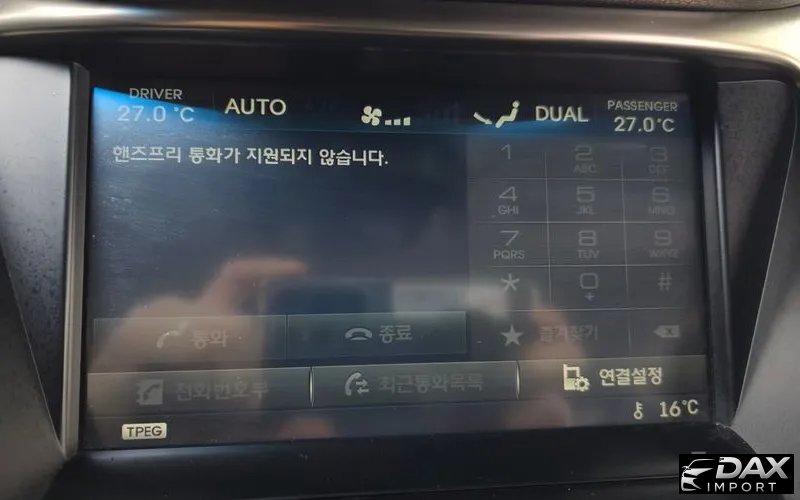 DRIVER
27.0 °C
AUTO
DUAL
PASSENGER
27.0°C
핸즈프리 통화가 지원되지 않습니다.
1
2
ABC
3
DEF
4
GHI
5
JKL
6
MNO
7
PQRS
8
TUV
9
WXYZ
*
0
+
#
통화
종료
즐겨찾기
전화번호부
최근통화목록
연결설정
16°C
TPEG
DAX
IMPORT